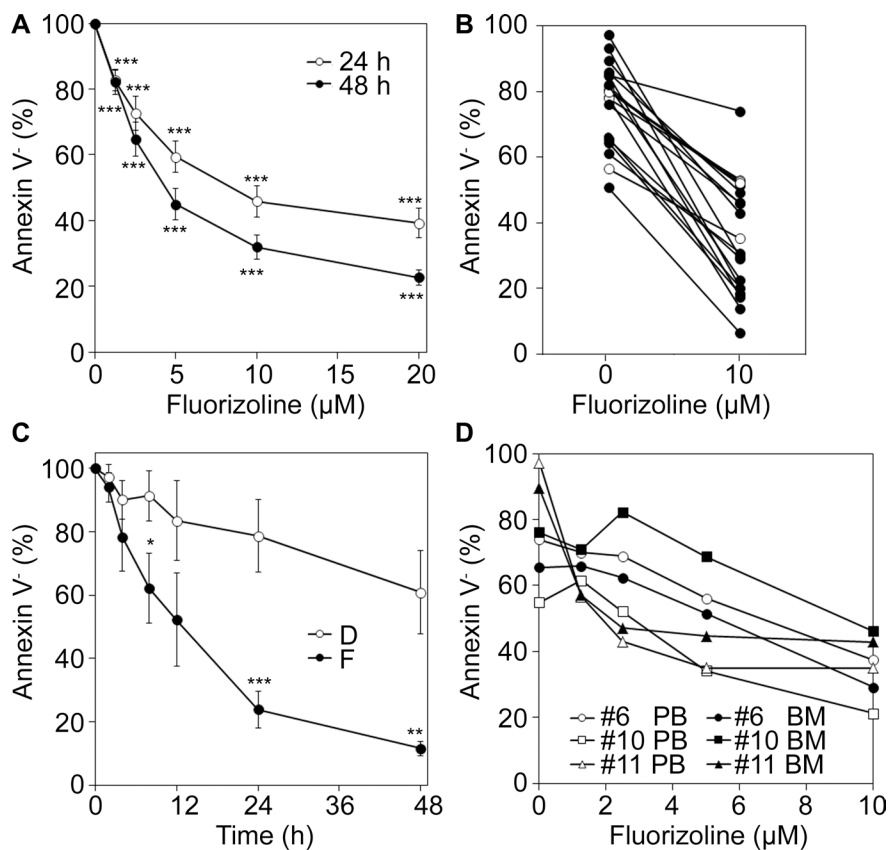 A
100
80
60
40
20
0
Annexin V- (%)
24 h
48 h
***
***
***
***
***
***
***
***
***
***
0 5 10 15 20
Fluorizoline (µM)
B
100
80
60
40
20
0
Annexin V- (%)
0 10
Fluorizoline (µM)
C
100
80
60
40
20
0
Annexin V- (%)
*
***
**
D
F
0 12 24 36 48
Time (h)
D
100
80
60
40
20
0
Annexin V- (%)
#6 PB #6 BM
#10 PB #10 BM
#11 PB #11 BM
0 2 4 6 8 10
Fluorizoline (µM)